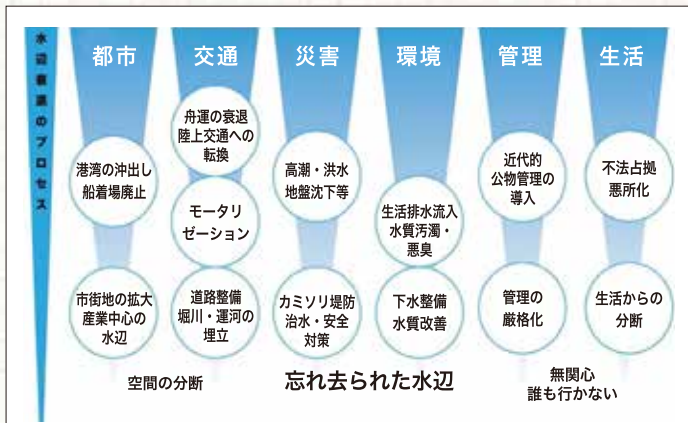 水辺衰退のプロセス
都市
交通
災害
環境
管理
生活
舟運の衰退
陸上交通への
転換
港湾の沖出し
船着場廃止
高潮・洪水
地盤沈下等
近代的
公物管理の
導入
不法占拠
悪所化
モータリ
ゼーション
生活排水流入
水質汚濁・
悪臭
市街地の拡大
産業中心の
水辺
道路整備
堀川・運河の
埋立
カミソリ堤防
治水・安全
対策
下水整備
水質改善
管理の
厳格化
生活からの
分断
空間の分断
忘れ去られた水辺
無関心
誰も行かない